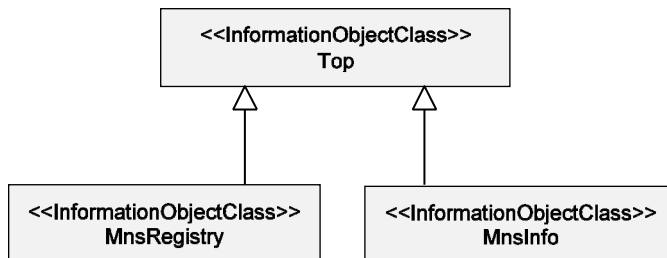 <<InformationObjectClass>>
Top
<<InformationObjectClass>>
MnsRegistry
<<InformationObjectClass>>
MnsInfo